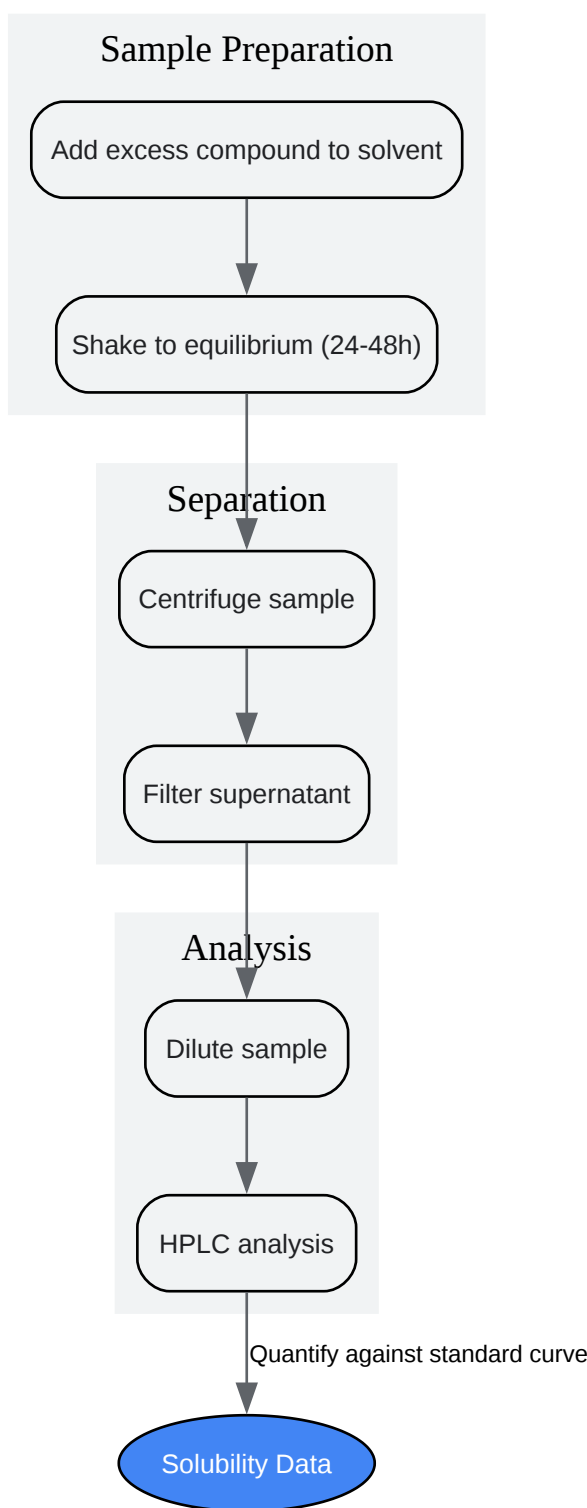 Sample Preparation
Add excess compound to solvent
Shake to equilibrium (24-48h)
Separation
Centrifuge sample
Filter supernatant
Analysis
Dilute sample
HPLC analysis
Quantify against standard curve
Solubility Data